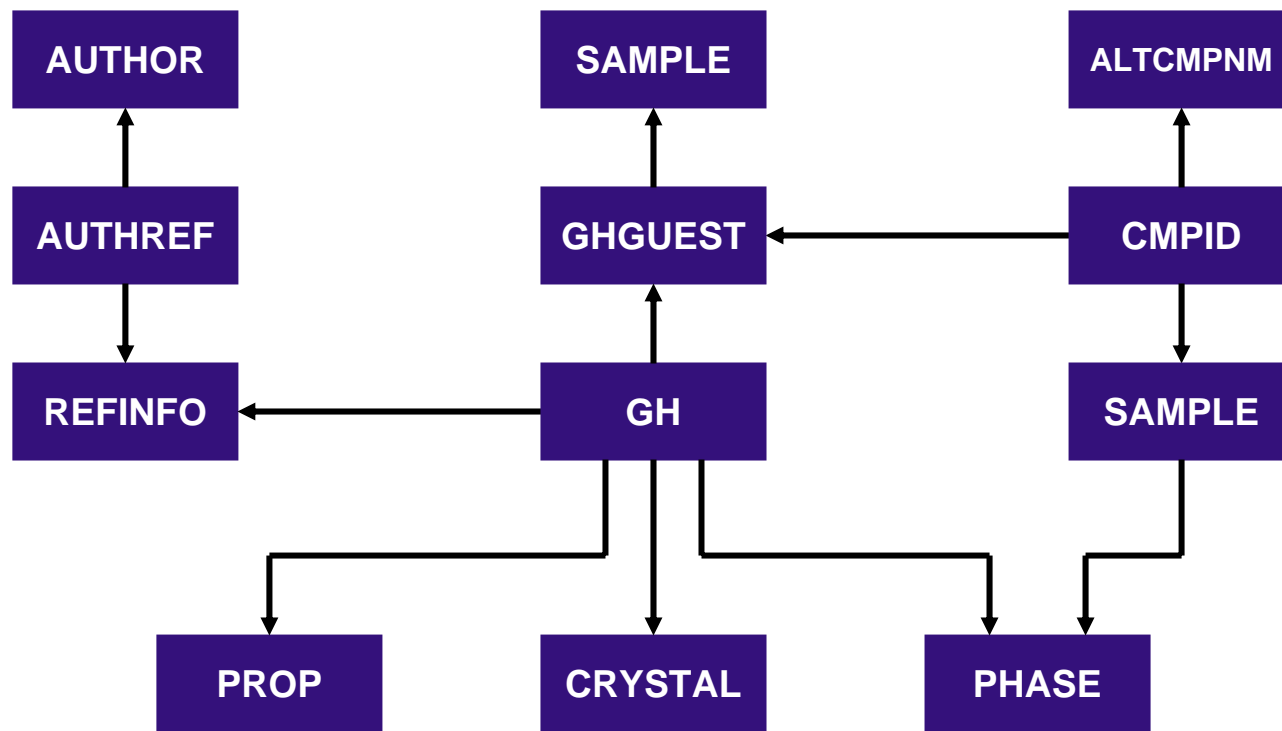 AUTHOR
SAMPLE
ALTCMPNM
AUTHREF
GHGUEST
CMPID
REFINFO
GH
SAMPLE
PROP
CRYSTAL
PHASE